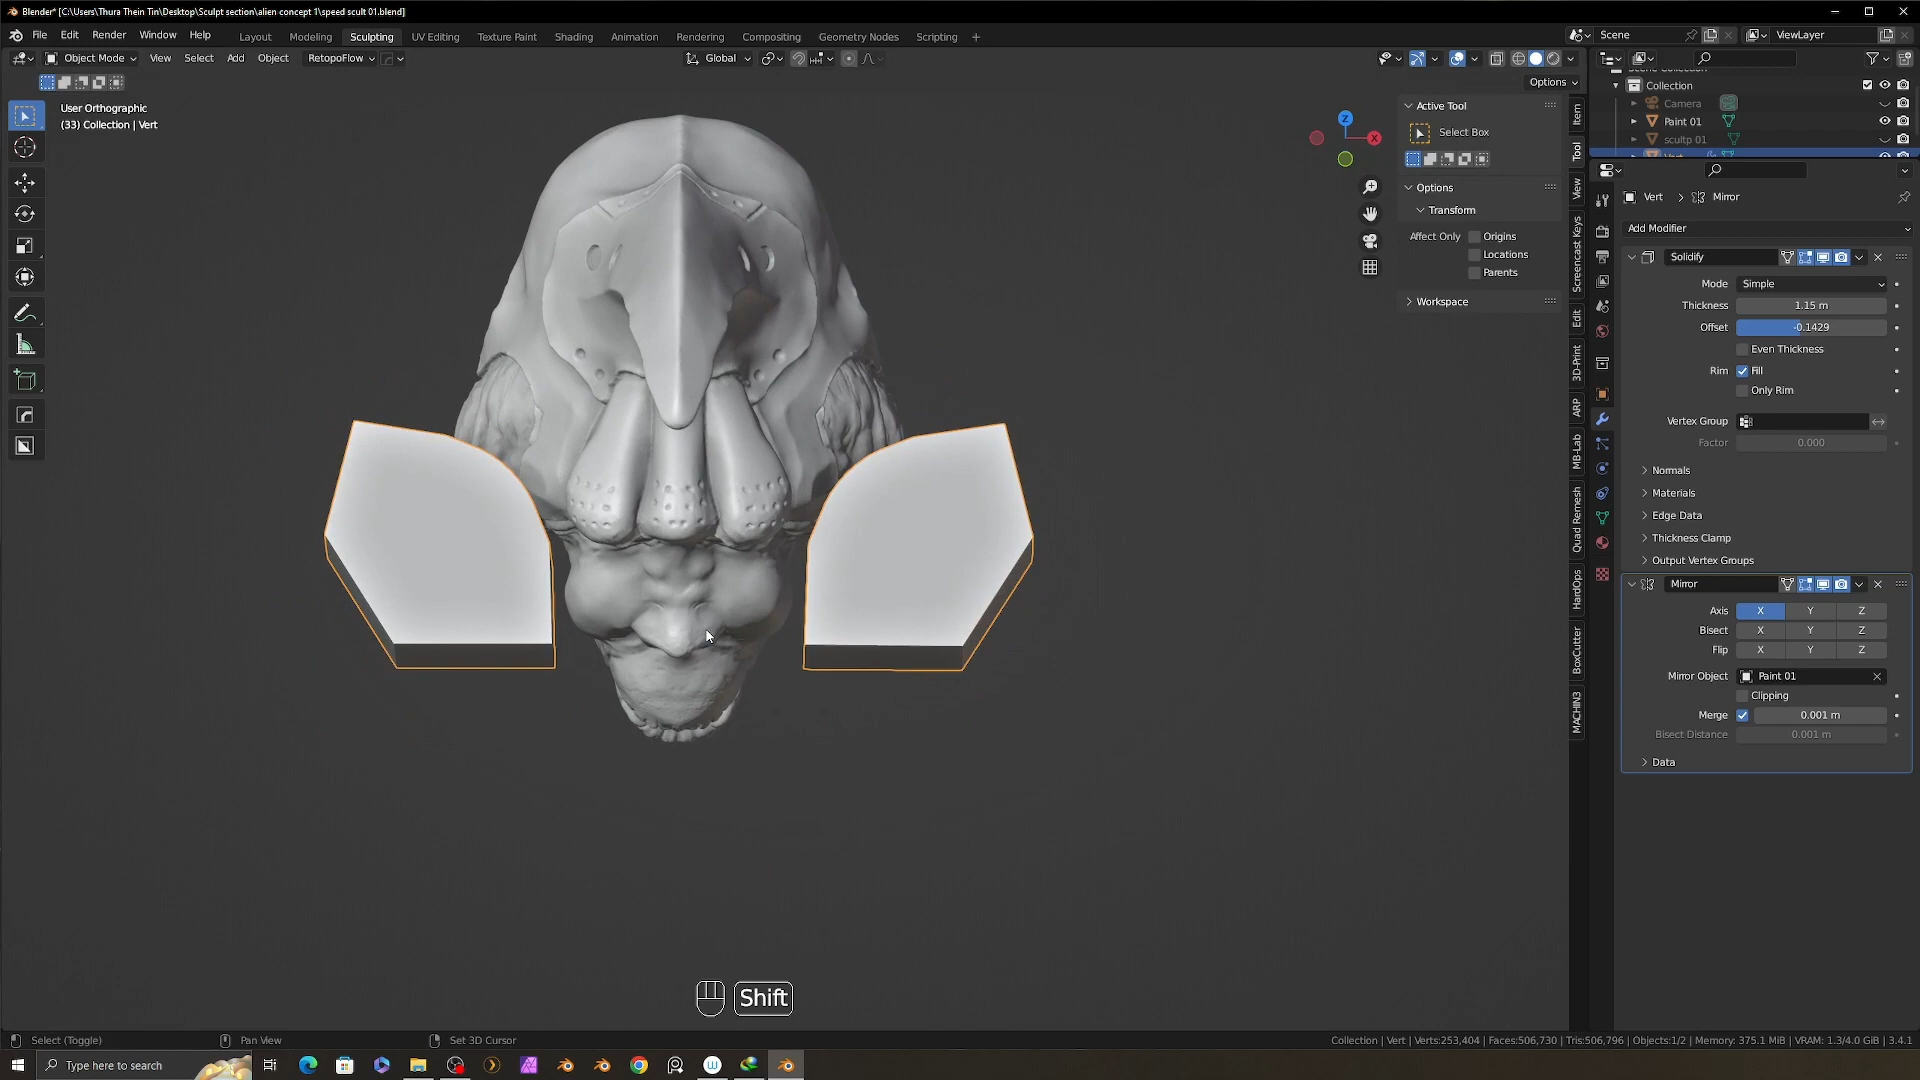 Blender* [C:\Users\Thura Thein Tin\Desktop\Sculpt section\alien concept 1\speed scult 01.blend]
File Edit Render Window Help
Layout Modeling Sculpting UV Editing Texture Paint Shading Animation Rendering Compositing Geometry Nodes Scripting +
Scene
ViewLayer
Object Mode View Select Add Object RetopoFlow
Global
Options
User Orthographic
(33) Collection | Vert
Z
X
Active Tool
Select Box
Options
Transform
Affect Only Origins
Locations
Parents
Workspace
Item
Tool
View
Screencast Keys
Edit
3D-Print
ARP
MB-Lab
Quad Remesh
HardOps
BoxCutter
MACHIN3
Scene Collection
Collection
Camera
Paint 01
scultp 01
Vert
Vert > Mirror
Add Modifier
Solidify
Mode Simple
Thickness 1.15 m
Offset -0.1429
Even Thickness
Rim Fill
Only Rim
Vertex Group
Factor 0.000
Normals
Materials
Edge Data
Thickness Clamp
Output Vertex Groups
Mirror
Axis X Y Z
Bisect X Y Z
Flip X Y Z
Mirror Object Paint 01
Clipping
Merge 0.001 m
Bisect Distance 0.001 m
Data
Shift
Select (Toggle)
Pan View
Set 3D Cursor
Collection | Vert | Verts:253,404 | Faces:506,730 | Tris:506,796 | Objects:1/2 | Memory: 375.1 MiB | VRAM: 1.3/4.0 GiB | 3.4.1
Type here to search